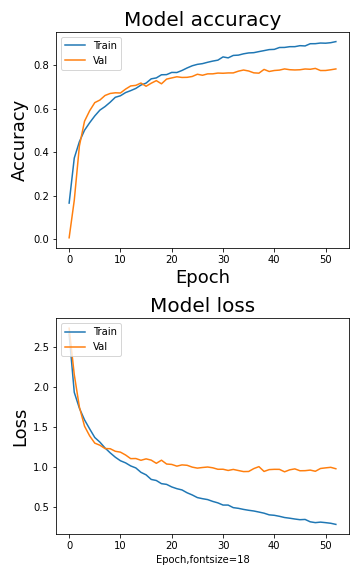 Model accuracy
Train
Val
Accuracy
0.8
0.6
0.4
0.2
0.0
0 10 20 30 40 50
Epoch
Model loss
Train
Val
Loss
2.5
2.0
1.5
1.0
0.5
0 10 20 30 40 50
Epoch,fontsize=18